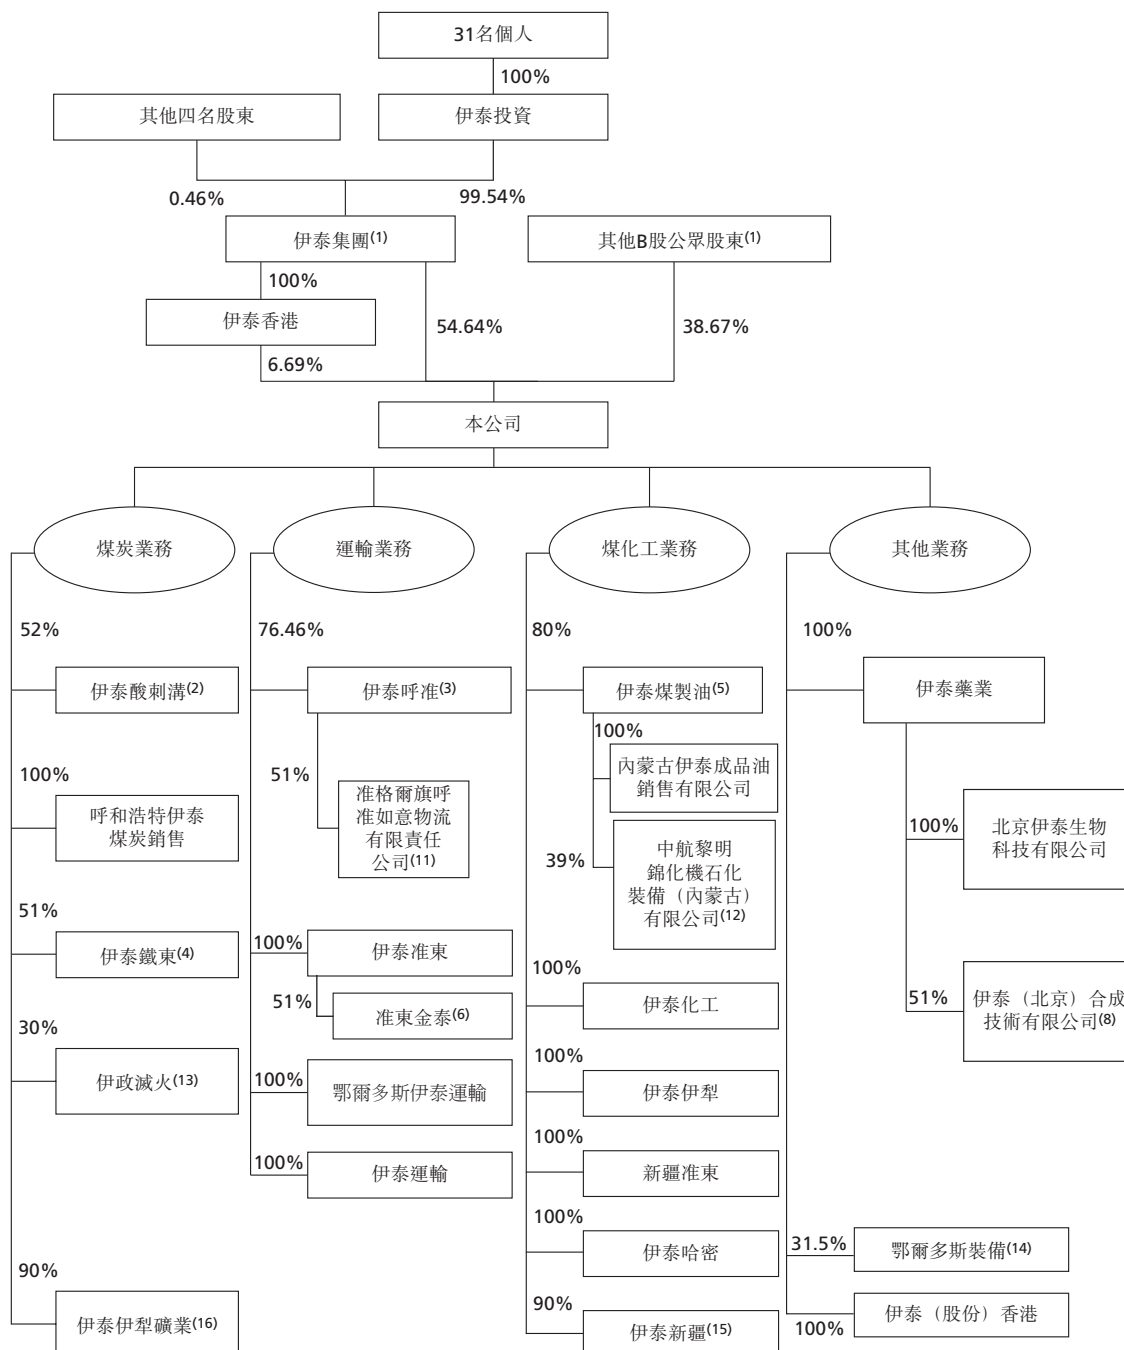 31名個人
100%
其他四名股東
伊泰投資
0.46%
99.54%
伊泰集團(1)
其他B股公眾股東(1)
100%
伊泰香港
54.64%
38.67%
6.69%
本公司
煤炭業務
運輸業務
煤化工業務
其他業務
52%
伊泰酸刺溝(2)
100%
呼和浩特伊泰
煤炭銷售
51%
伊泰鐵東(4)
30%
伊政滅火(13)
90%
伊泰伊犁礦業(16)
76.46%
伊泰呼准(3)
51%
准格爾旗呼
准如意物流
有限責任
公司(11)
100%
伊泰准東
51%
准東金泰(6)
100%
鄂爾多斯伊泰運輸
100%
伊泰運輸
80%
伊泰煤製油(5)
100%
內蒙古伊泰成品油
銷售有限公司
39%
中航黎明
錦化機石化
裝備（內蒙古）
有限公司(12)
100%
伊泰化工
100%
伊泰伊犁
100%
新疆准東
100%
伊泰哈密
90%
伊泰新疆(15)
100%
伊泰藥業
100%
北京伊泰生物
科技有限公司
51%
伊泰（北京）合成
技術有限公司(8)
31.5%
鄂爾多斯裝備(14)
100%
伊泰（股份）香港